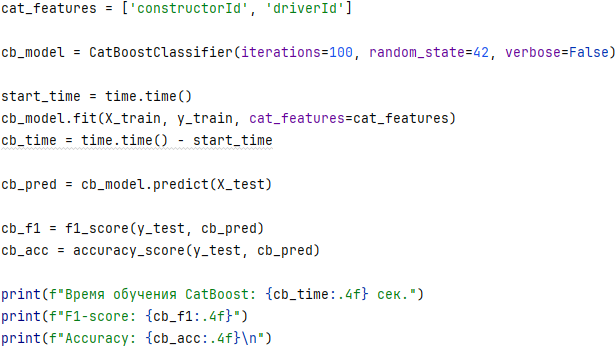 cat_features = ['constructorId', 'driverId']
cb_model = CatBoostClassifier(iterations=100, random_state=42, verbose=False)
start_time = time.time()
cb_model.fit(X_train, y_train, cat_features=cat_features)
cb_time = time.time() - start_time
cb_pred = cb_model.predict(X_test)
cb_f1 = f1_score(y_test, cb_pred)
cb_acc = accuracy_score(y_test, cb_pred)
print(f"Время обучения CatBoost: {cb_time:.4f} сек.")
print(f"F1-score: {cb_f1:.4f}")
print(f"Accuracy: {cb_acc:.4f}\n")